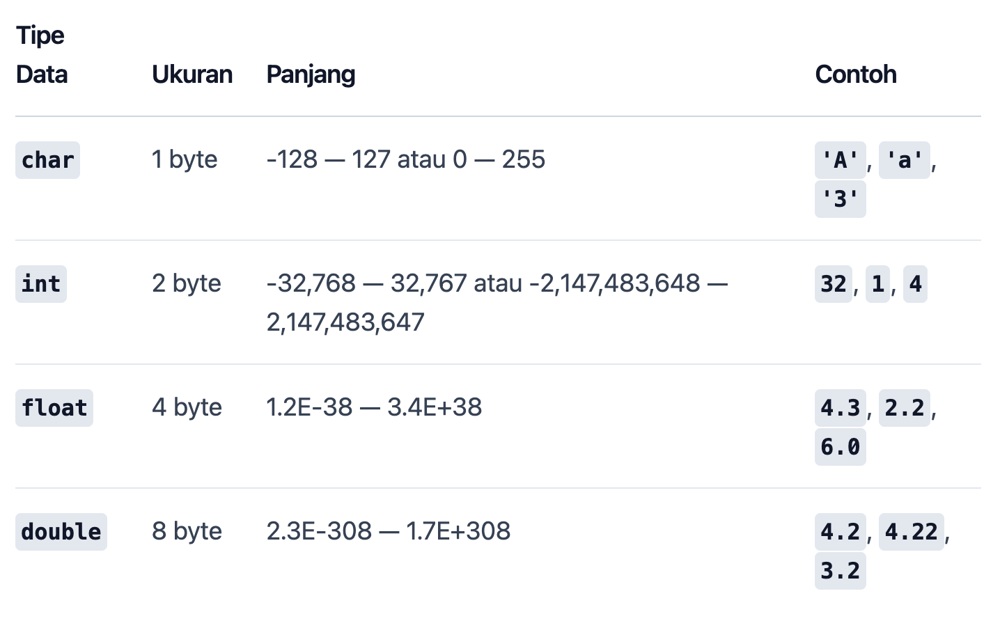 Tipe
Data Ukuran Panjang Contoh
char 1 byte -128 — 127 atau 0 — 255 'A', 'a',
'3'
int 2 byte -32,768 — 32,767 atau -2,147,483,648 — 32, 1, 4
2,147,483,647
float 4 byte 1.2E-38 — 3.4E+38 4.3, 2.2,
6.0
double 8 byte 2.3E-308 — 1.7E+308 4.2, 4.22,
3.2